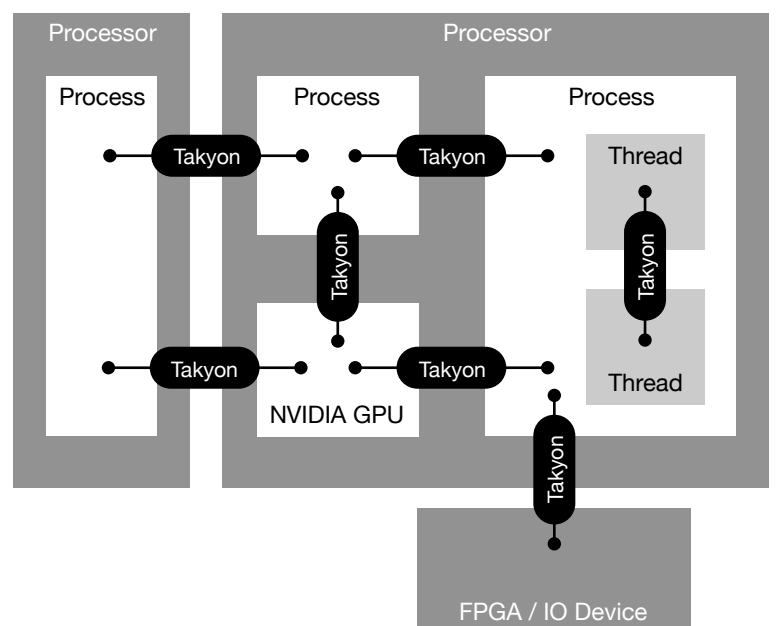 Processor
Processor
Process
Process
Process
Takyon
Takyon
Thread
Takyon
Takyon
Takyon
Takyon
Thread
NVIDIA GPU
Takyon
FPGA / IO Device